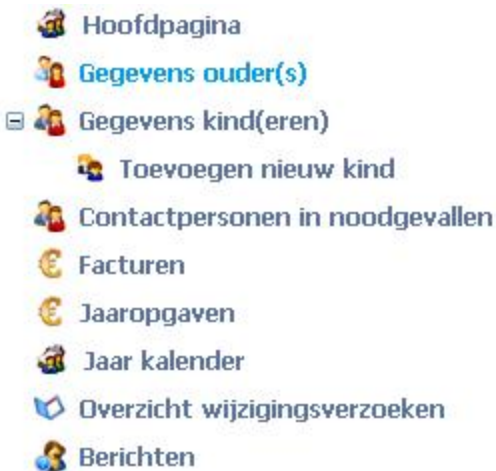 Hoofdpagina
Gegevens ouder(s)
Gegevens kind(eren)
Toevoegen nieuw kind
Contactpersonen in noodgevallen
Facturen
Jaaropgaven
Jaar kalender
Overzicht wijzigingsverzoeken
Berichten